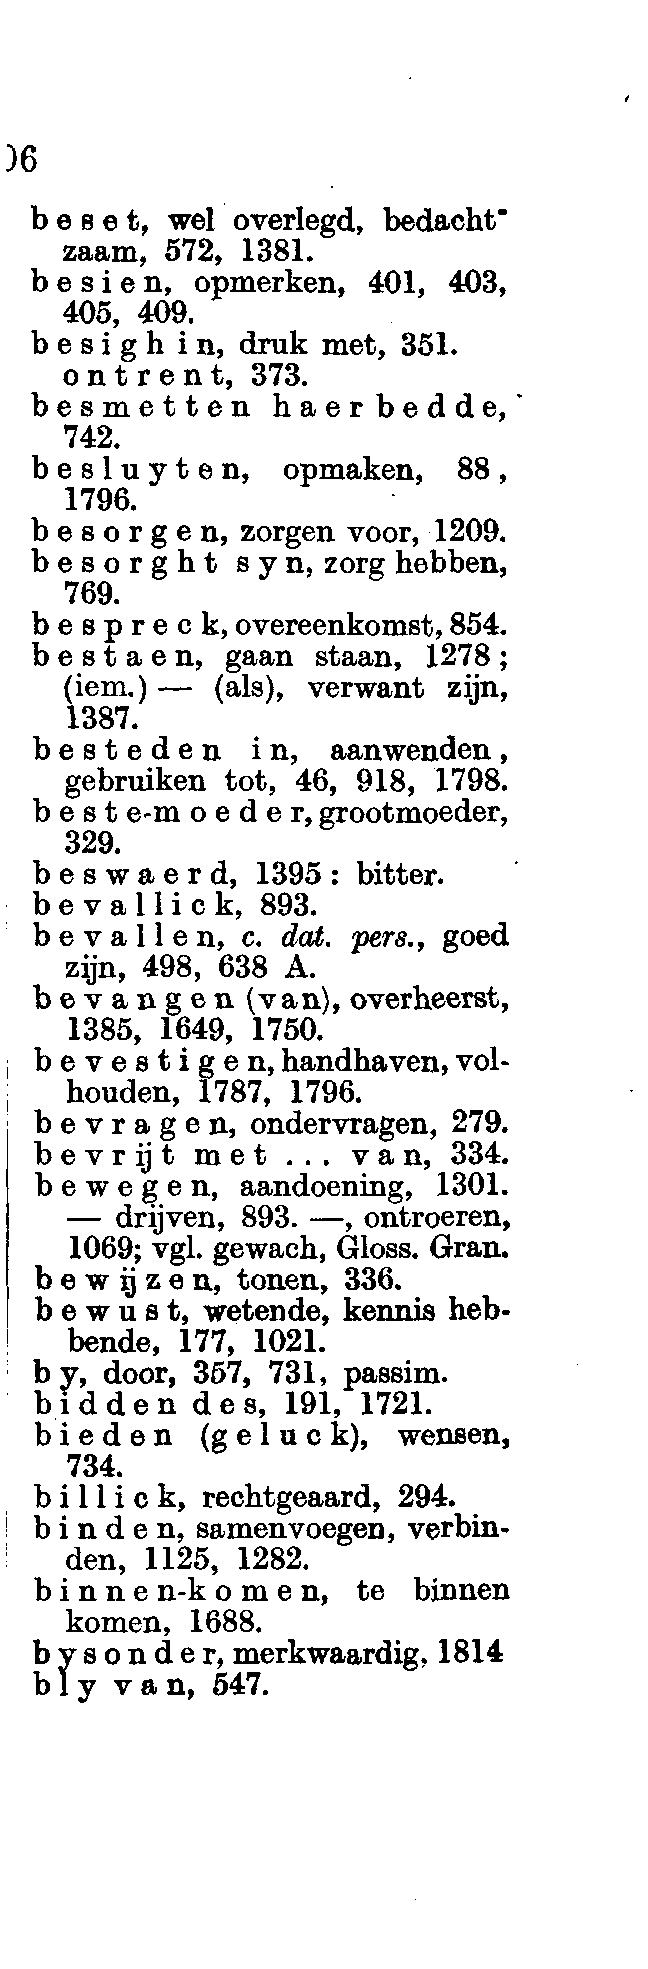 06
beset, wel overlegd, bedacht-
zaam, 572, 1381.
besien, opmerken, 401, 403,
405, 409.
besigh in, druk met, 351.
ontrent, 373.
besmetten haer bedde,
742.
besluyten, opmaken, 88,
1796.
besorgen, zorgen voor, 1209.
besorght syn, zorg hebben,
769.
bespreck, overeenkomst, 854.
bestaen, gaan staan, 1278;
(iem.) — (als), verwant zijn,
1387.
besteden in, aanwenden,
gebruiken tot, 46, 918, 1798.
beste-moeder, grootmoeder,
329.
beswaerd, 1395: bitter.
bevallick, 893.
bevallen, c. dat. pers., goed
zijn, 498, 638 A.
bevangen (van), overheerst,
1385, 1649, 1750.
bevestigen, handhaven, vol-
houden, 1787, 1796.
bevragen, ondervragen, 279.
bevrijt met ... van, 334.
bewegen, aandoening, 1301.
— drijven, 893. —, ontroeren,
1069; vgl. gewach, Gloss. Gran.
bewijzen, tonen, 336.
bewust, wetende, kennis heb-
bende, 177, 1021.
by, door, 357, 731, passim.
bidden des, 191, 1721.
bieden (geluck), wensen,
734.
billick, rechtgeaard, 294.
binden, samenvoegen, verbin-
den, 1125, 1282.
binnen-komen, te binnen
komen, 1688.
bysonder, merkwaardig, 1814
bly van, 547.